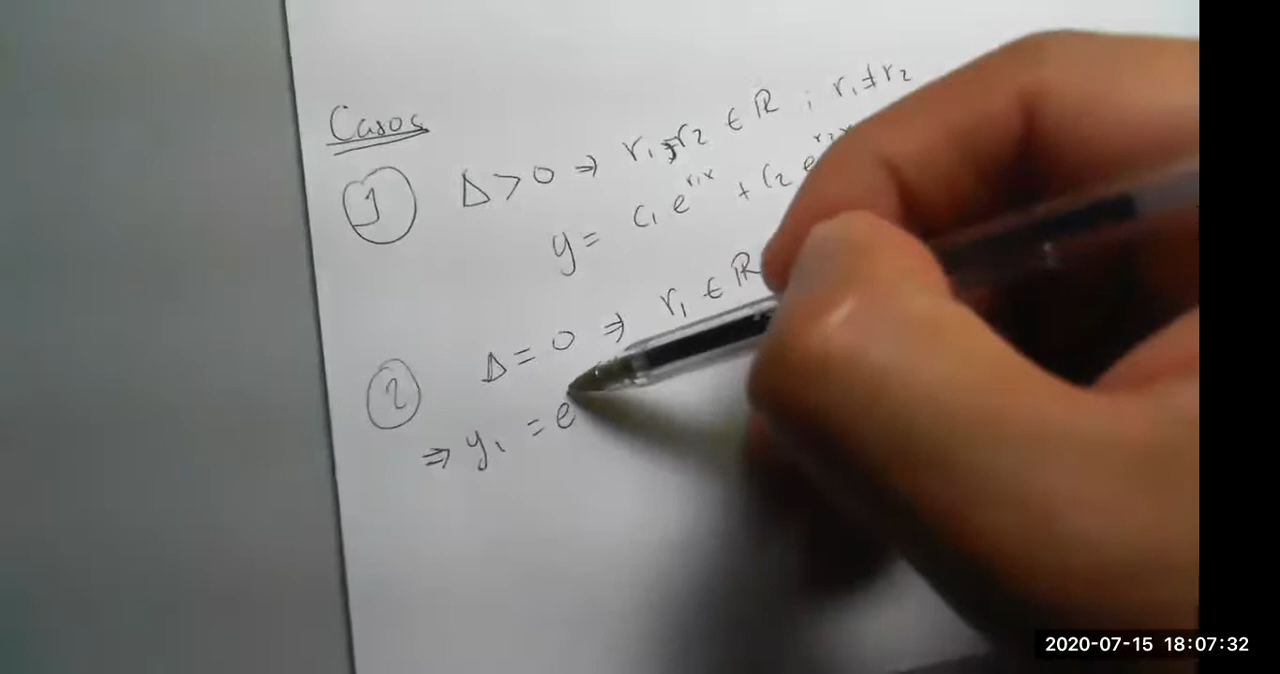 Casos
① Δ > 0 ⇒ r₁, r₂ ∈ ℝ ; r₁ ≠ r₂
y = C₁ e^{r₁x} + C₂ e^{r₂x}
② Δ = 0 ⇒ r₁ ∈ ℝ
⇒ y₁ = e
2020-07-15 18:07:32